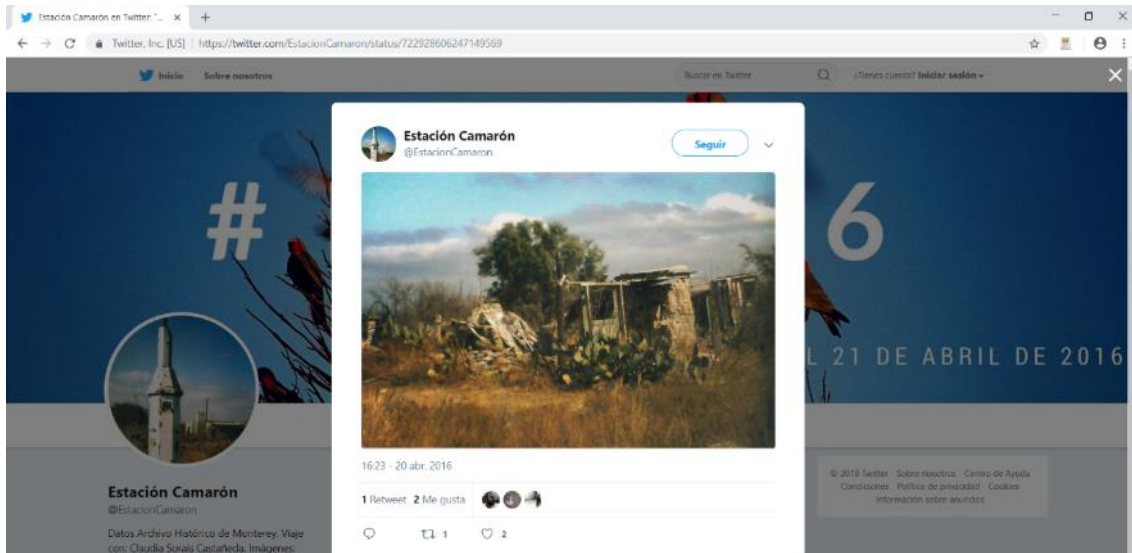 Estación Camarón en Twitter: "...
Twitter, Inc. [US] | https://twitter.com/EstacionCamaron/status/722928606247149569
Inicio Sobre nosotros Buscar en Twitter ¿Tienes cuenta? Iniciar sesión
Estación Camarón
@EstacionCamaron
Seguir
# 6
L 21 DE ABRIL DE 2016
16:23 - 20 abr. 2016
1 Retweet 2 Me gusta
1 2
Estación Camarón
@EstacionCamaron
Datos Archivo Histórico de Monterey. Viaje
con: Claudia Sorais Castañeda. Imágenes:
© 2018 Twitter Sobre nosotros Centro de Ayuda
Condiciones Política de privacidad Cookies
Información sobre anuncios